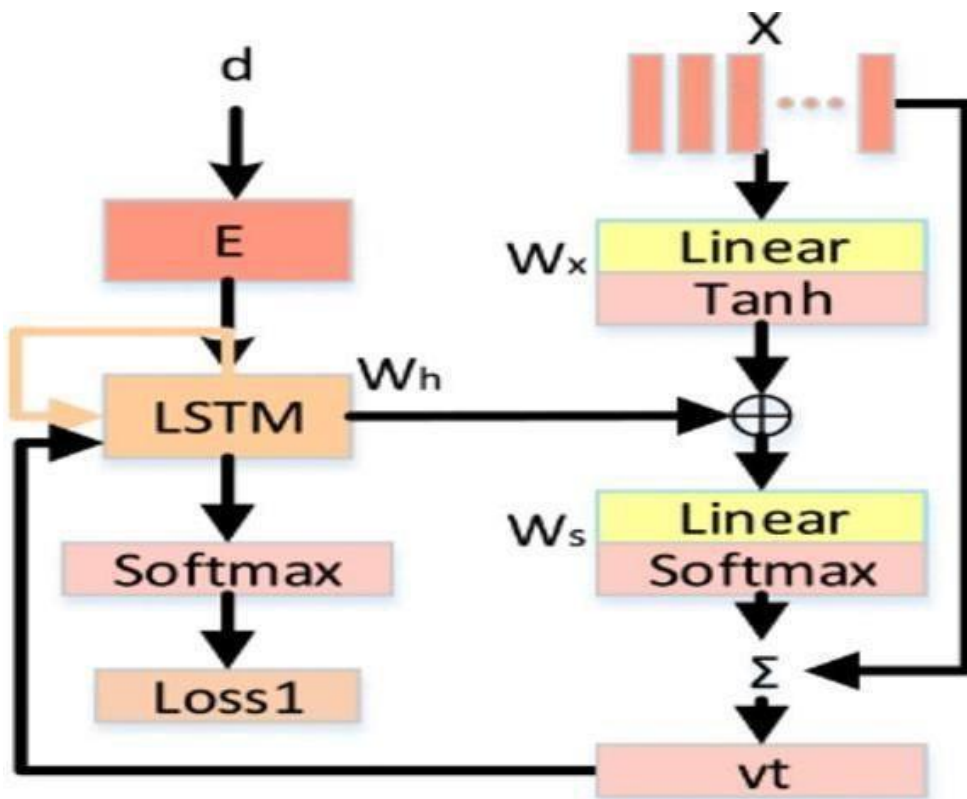 X
d
E
Linear
Wx
Tanh
Wh
LSTM
Linear
Ws
Softmax
Softmax
Σ
Loss1
vt